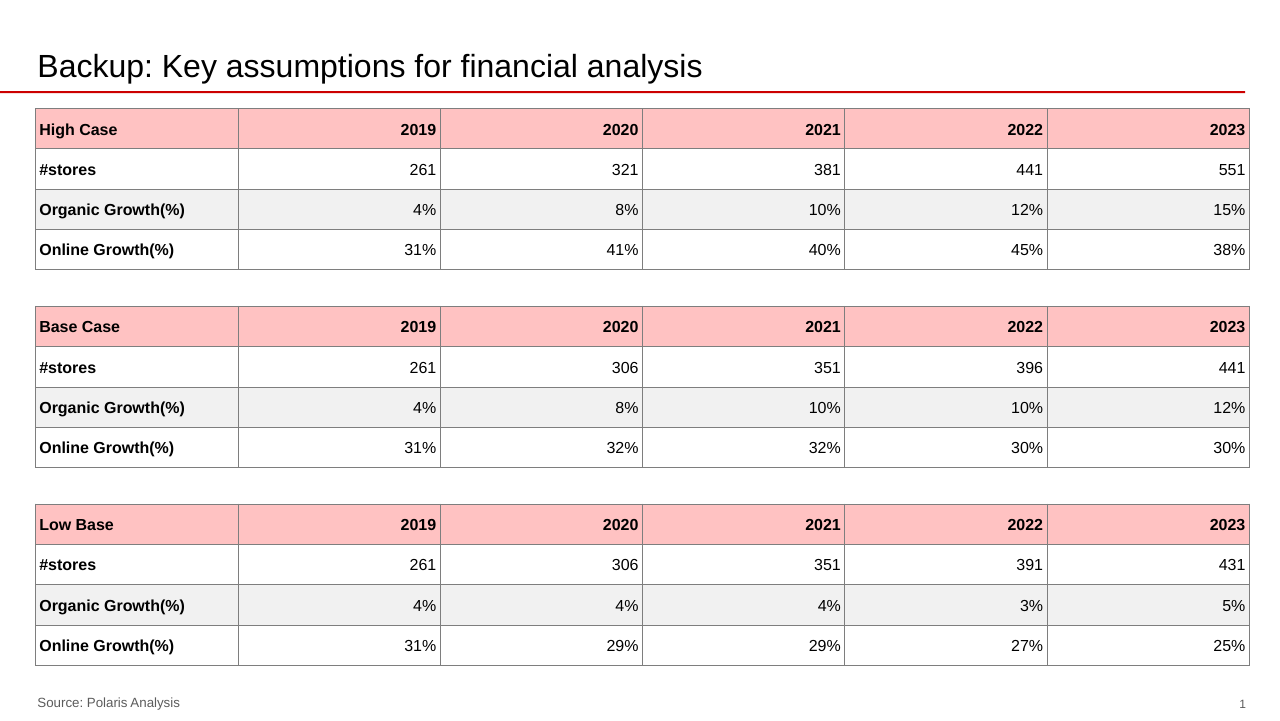 Backup: Key assumptions for financial analysis
High Case 2019 2020 2021 2022 2023
#stores 261 321 381 441 551
Organic Growth(%) 4% 8% 10% 12% 15%
Online Growth(%) 31% 41% 40% 45% 38%
Base Case 2019 2020 2021 2022 2023
#stores 261 306 351 396 441
Organic Growth(%) 4% 8% 10% 10% 12%
Online Growth(%) 31% 32% 32% 30% 30%
Low Base 2019 2020 2021 2022 2023
#stores 261 306 351 391 431
Organic Growth(%) 4% 4% 4% 3% 5%
Online Growth(%) 31% 29% 29% 27% 25%
Source: Polaris Analysis 1